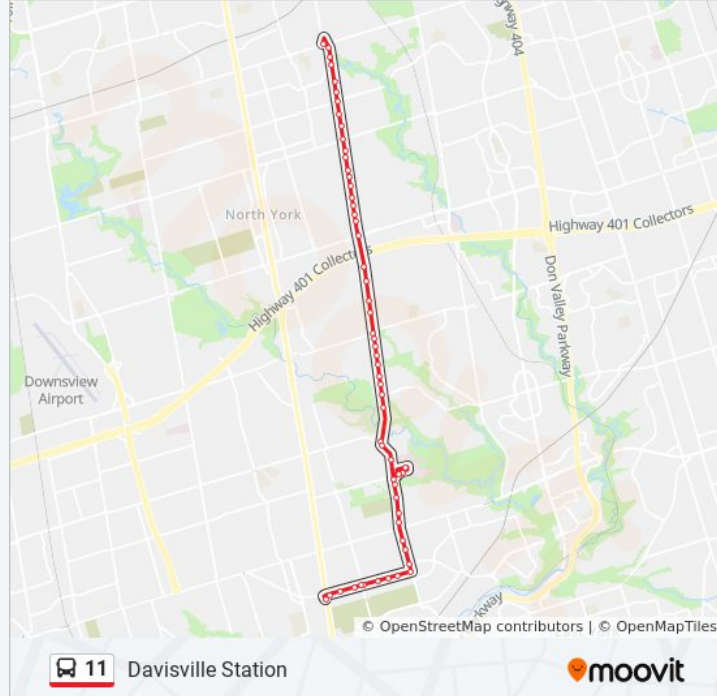 Highway 404
North York
Highway 401 Collectors
Highway 401 Collectors
Don Valley Parkway
Downsview
Airport
© OpenStreetMap contributors | © OpenMapTiles
11 Davisville Station
moovit